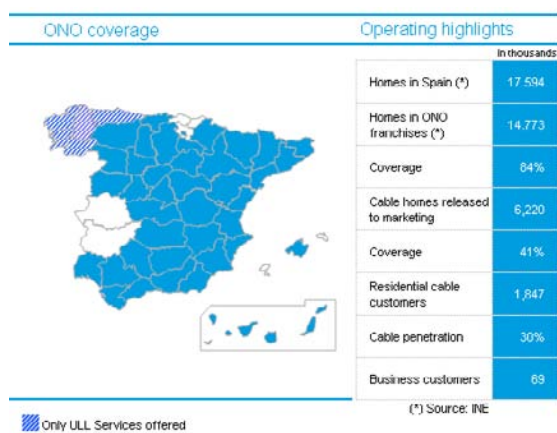 ONO coverage
Operating highlights
In thousands
Homes in Spain (*) 17.594
Homes in ONO
franchises (*) 14.773
Coverage 84%
Cable homes released
to marketing 6,220
Coverage 41%
Residential cable
customers 1,847
Cable penetration 30%
Business customers 69
(*) Source: INE
Only ULL Services offered